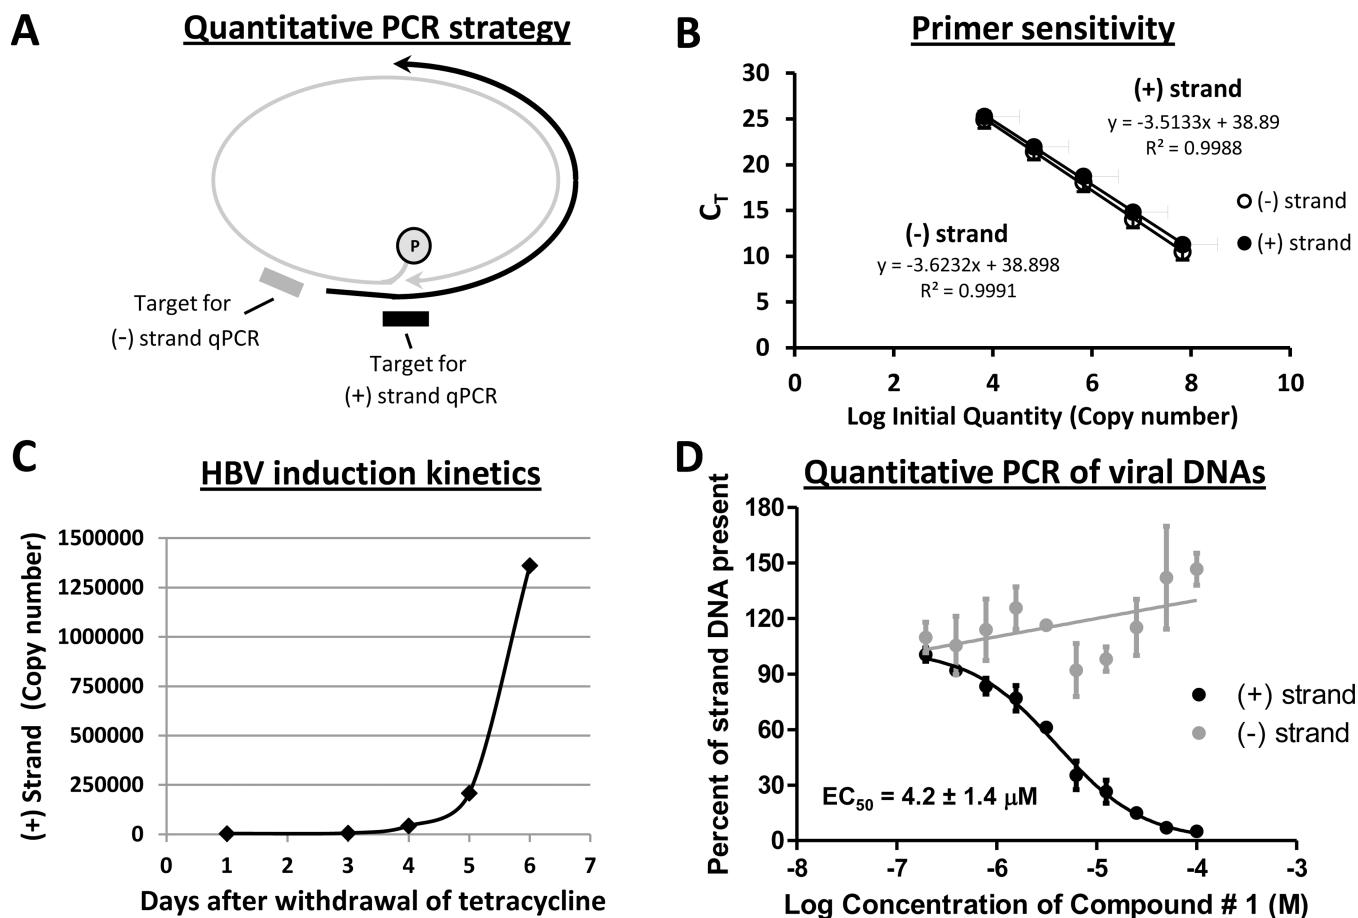 A
Quantitative PCR strategy
P
Target for
(-) strand qPCR
Target for
(+) strand qPCR
B
Primer sensitivity
30
25
20
15
10
5
0
C_T
0 2 4 6 8 10
Log Initial Quantity (Copy number)
(+) strand
y = -3.5133x + 38.89
R² = 0.9988
(-) strand
y = -3.6232x + 38.898
R² = 0.9991
(-) strand
(+) strand
C
HBV induction kinetics
1500000
1250000
1000000
750000
500000
250000
0
(+) Strand (Copy number)
0 1 2 3 4 5 6 7
Days after withdrawal of tetracycline
D
Quantitative PCR of viral DNAs
180
150
120
90
60
30
0
Percent of strand DNA present
EC₅₀ = 4.2 ± 1.4 μM
(+) strand
(-) strand
-8 -7 -6 -5 -4 -3
Log Concentration of Compound # 1 (M)